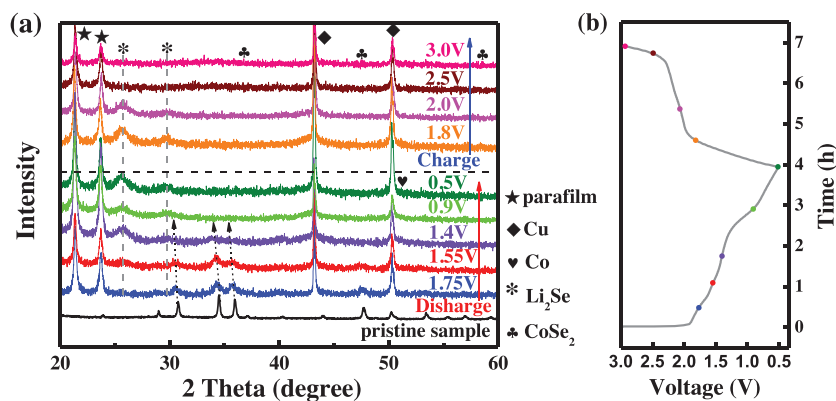 (a)
3.0V
2.5V
2.0V
1.8V
Charge
0.5V
0.9V
1.4V
1.55V
Disharge
1.75V
pristine sample
Intensity
20 30 40 50 60
2 Theta (degree)
parafilm
Cu
Co
Li2Se
CoSe2
(b)
7
6
5
4
3
2
1
0
Time (h)
3.0 2.5 2.0 1.5 1.0 0.5
Voltage (V)